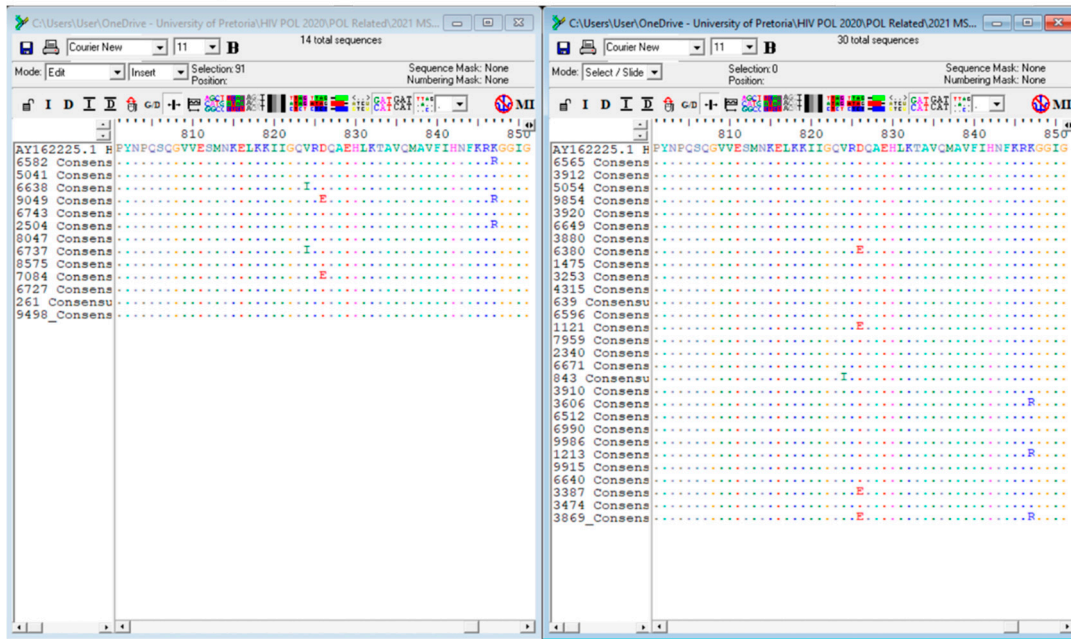 C:\Users\User\OneDrive - University of Pretoria\HIV POL 2020\POL Related\2021 MS...
Courier New 11 B 14 total sequences
Mode: Edit Insert Selection: 91 Sequence Mask: None
Position: Numbering Mask: None
I D I D G/D MI
810 820 830 840 850
AY162225.1 H PYNPQSQGVVESMNKELKKIIGQVRDQAEHLKTAVQMAVFIHNFKRKGGIG
6582 Consens ..............................................R....
5041 Consens ...................................................
6638 Consens .......................I...........................
9049 Consens .........................E....................R....
6743 Consens ...................................................
2504 Consens ..............................................R....
8047 Consens ...................................................
6737 Consens .......................I...........................
8575 Consens ...................................................
7084 Consens .........................E.........................
6727 Consens ...................................................
261 Consensu ...................................................
9498_Consens ...................................................
C:\Users\User\OneDrive - University of Pretoria\HIV POL 2020\POL Related\2021 MS...
Courier New 11 B 30 total sequences
Mode: Select / Slide Selection: 0 Sequence Mask: None
Position: Numbering Mask: None
I D I D G/D MI
810 820 830 840 850
AY162225.1 H PYNPQSQGVVESMNKELKKIIGQVRDQAEHLKTAVQMAVFIHNFKRKGGIG
6565 Consens ...................................................
3912 Consens ...................................................
5054 Consens ...................................................
9854 Consens ...................................................
3920 Consens ...................................................
6649 Consens ...................................................
3880 Consens ...................................................
6380 Consens .........................E.........................
1475 Consens ...................................................
3253 Consens ...................................................
4315 Consens ...................................................
639 Consensu ...................................................
6596 Consens ...................................................
1121 Consens .........................E.........................
7959 Consens ...................................................
2340 Consens ...................................................
6671 Consens ...................................................
843 Consensu .......................I...........................
3910 Consens ...................................................
3606 Consens ..............................................R....
6512 Consens ...................................................
6990 Consens ...................................................
9986 Consens ...................................................
1213 Consens ..............................................R....
9915 Consens ...................................................
6640 Consens ...................................................
3387 Consens .........................E.........................
3474 Consens ...................................................
3869_Consens .........................E....................R....